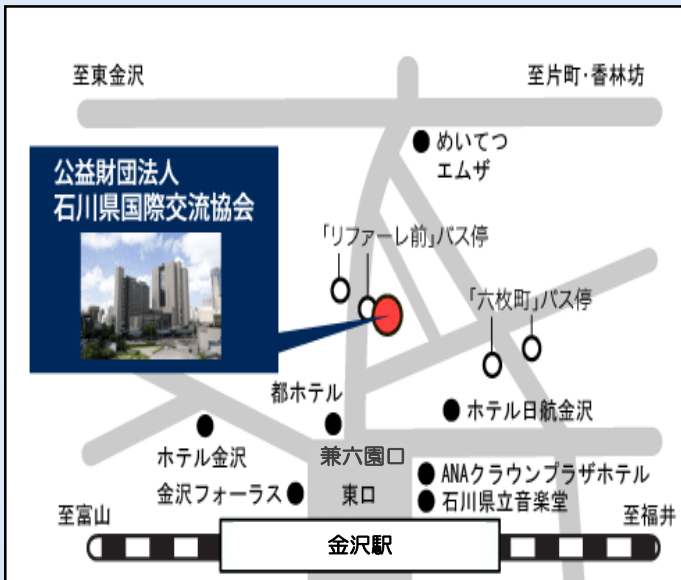 至東金沢
至片町・香林坊
めいてつ
エムザ
公益財団法人
石川県国際交流協会
「リファーレ前」バス停
「六枚町」バス停
都ホテル
ホテル日航金沢
ホテル金沢
兼六園口
金沢フォーラス
東口
ANAクラウンプラザホテル
石川県立音楽堂
至富山
至福井
金沢駅